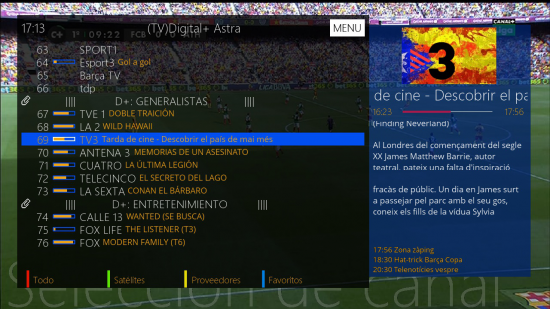 17:13 (TV)Digital+ Astra MENU
63 SPORT1
64 Esport3 Gol a gol
65 Barça TV
66 tdp
D+: GENERALISTAS
67 TVE 1 DOBLE TRAICIÓN
68 LA 2 WILD HAWAII
69 TV3 Tarda de cine - Descobrir el país de mai més
70 ANTENA 3 MEMORIAS DE UN ASESINATO
71 CUATRO LA ÚLTIMA LEGIÓN
72 TELECINCO EL SECRETO DEL LAGO
73 LA SEXTA CONAN EL BÁRBARO
D+: ENTRETENIMIENTO
74 CALLE 13 WANTED (SE BUSCA)
75 FOX LIFE THE LISTENER (T3)
76 FOX MODERN FAMILY (T6)
Todo Satélites Proveedores Favoritos
Selección de canal
CANAL+
3
de cine - Descobrir el pa
16:23 17:56
(Finding Neverland)
Al Londres del començament del segle
XX James Matthew Barrie, autor
teatral, pateix una falta d'inspiració
fracàs de públic. Un dia en James surt
a passejar pel parc amb el seu gos,
coneix els fills de la vídua Sylvia
17:56 Zona zàping
18:30 Hat-trick Barça Copa
20:30 Telenotícies vespre